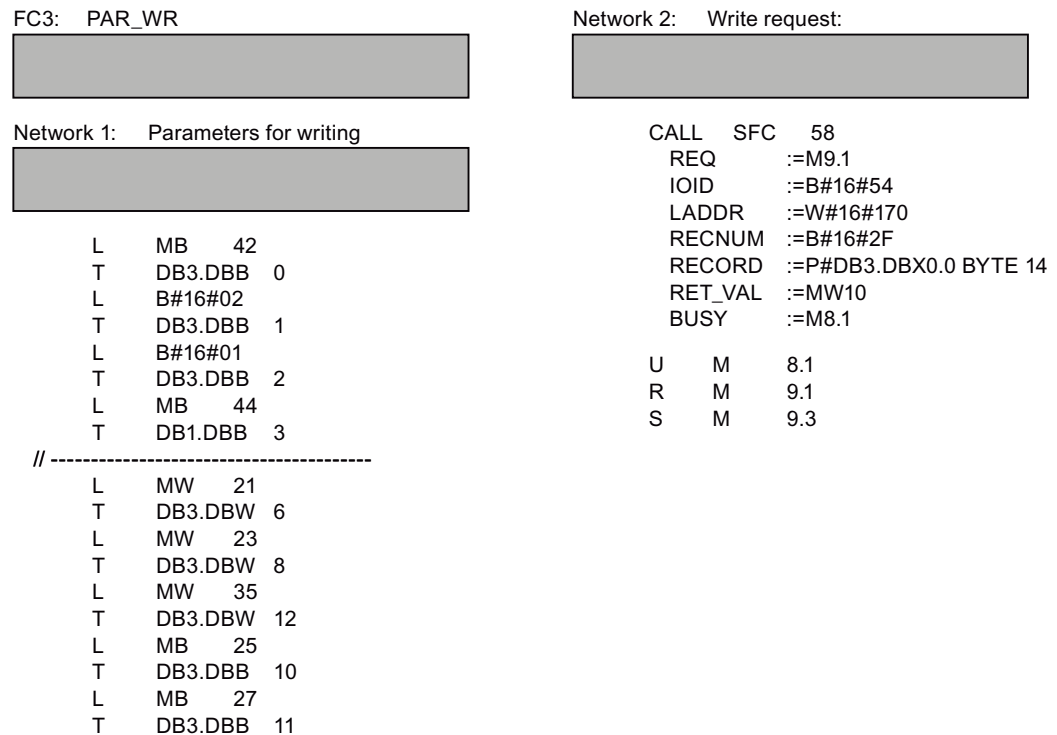 FC3: PAR_WR
Network 1: Parameters for writing
L MB 42
T DB3.DBB 0
L B#16#02
T DB3.DBB 1
L B#16#01
T DB3.DBB 2
L MB 44
T DB1.DBB 3
// ----------------------------------------
L MW 21
T DB3.DBW 6
L MW 23
T DB3.DBW 8
L MW 35
T DB3.DBW 12
L MB 25
T DB3.DBB 10
L MB 27
T DB3.DBB 11
Network 2: Write request:
CALL SFC 58
REQ :=M9.1
IOID :=B#16#54
LADDR :=W#16#170
RECNUM :=B#16#2F
RECORD :=P#DB3.DBX0.0 BYTE 14
RET_VAL :=MW10
BUSY :=M8.1
U M 8.1
R M 9.1
S M 9.3